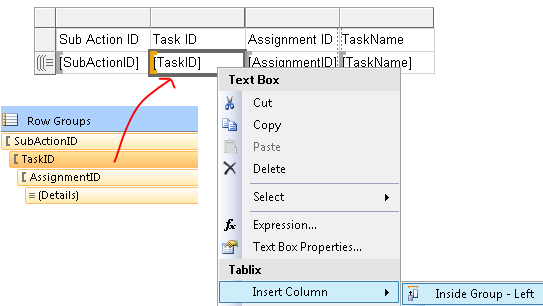 Sub Action ID Task ID Assignment ID TaskName
[SubActionID] [TaskID] [AssignmentID] [TaskName]
Text Box
Cut
Copy
Paste
Delete
Select
Expression...
Text Box Properties...
Tablix
Insert Column
Inside Group - Left
Row Groups
[ SubActionID
[ TaskID
[ AssignmentID
≡ (Details)